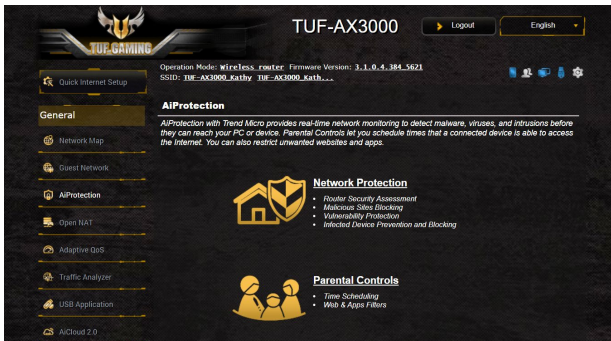 TUF GAMING
TUF-AX3000
Logout
English
Operation Mode: Wireless router Firmware Version: 3.1.0.4.384_5621
SSID: TUF-AX3000_Kathy TUF-AX3000_Kath...
Quick Internet Setup
General
Network Map
Guest Network
AiProtection
Open NAT
Adaptive QoS
Traffic Analyzer
USB Application
AiCloud 2.0
AiProtection
AiProtection with Trend Micro provides real-time network monitoring to detect malware, viruses, and intrusions before
they can reach your PC or device. Parental Controls let you schedule times that a connected device is able to access
the Internet. You can also restrict unwanted websites and apps.
Network Protection
• Router Security Assessment
• Malicious Sites Blocking
• Vulnerability Protection
• Infected Device Prevention and Blocking
Parental Controls
• Time Scheduling
• Web & Apps Filters